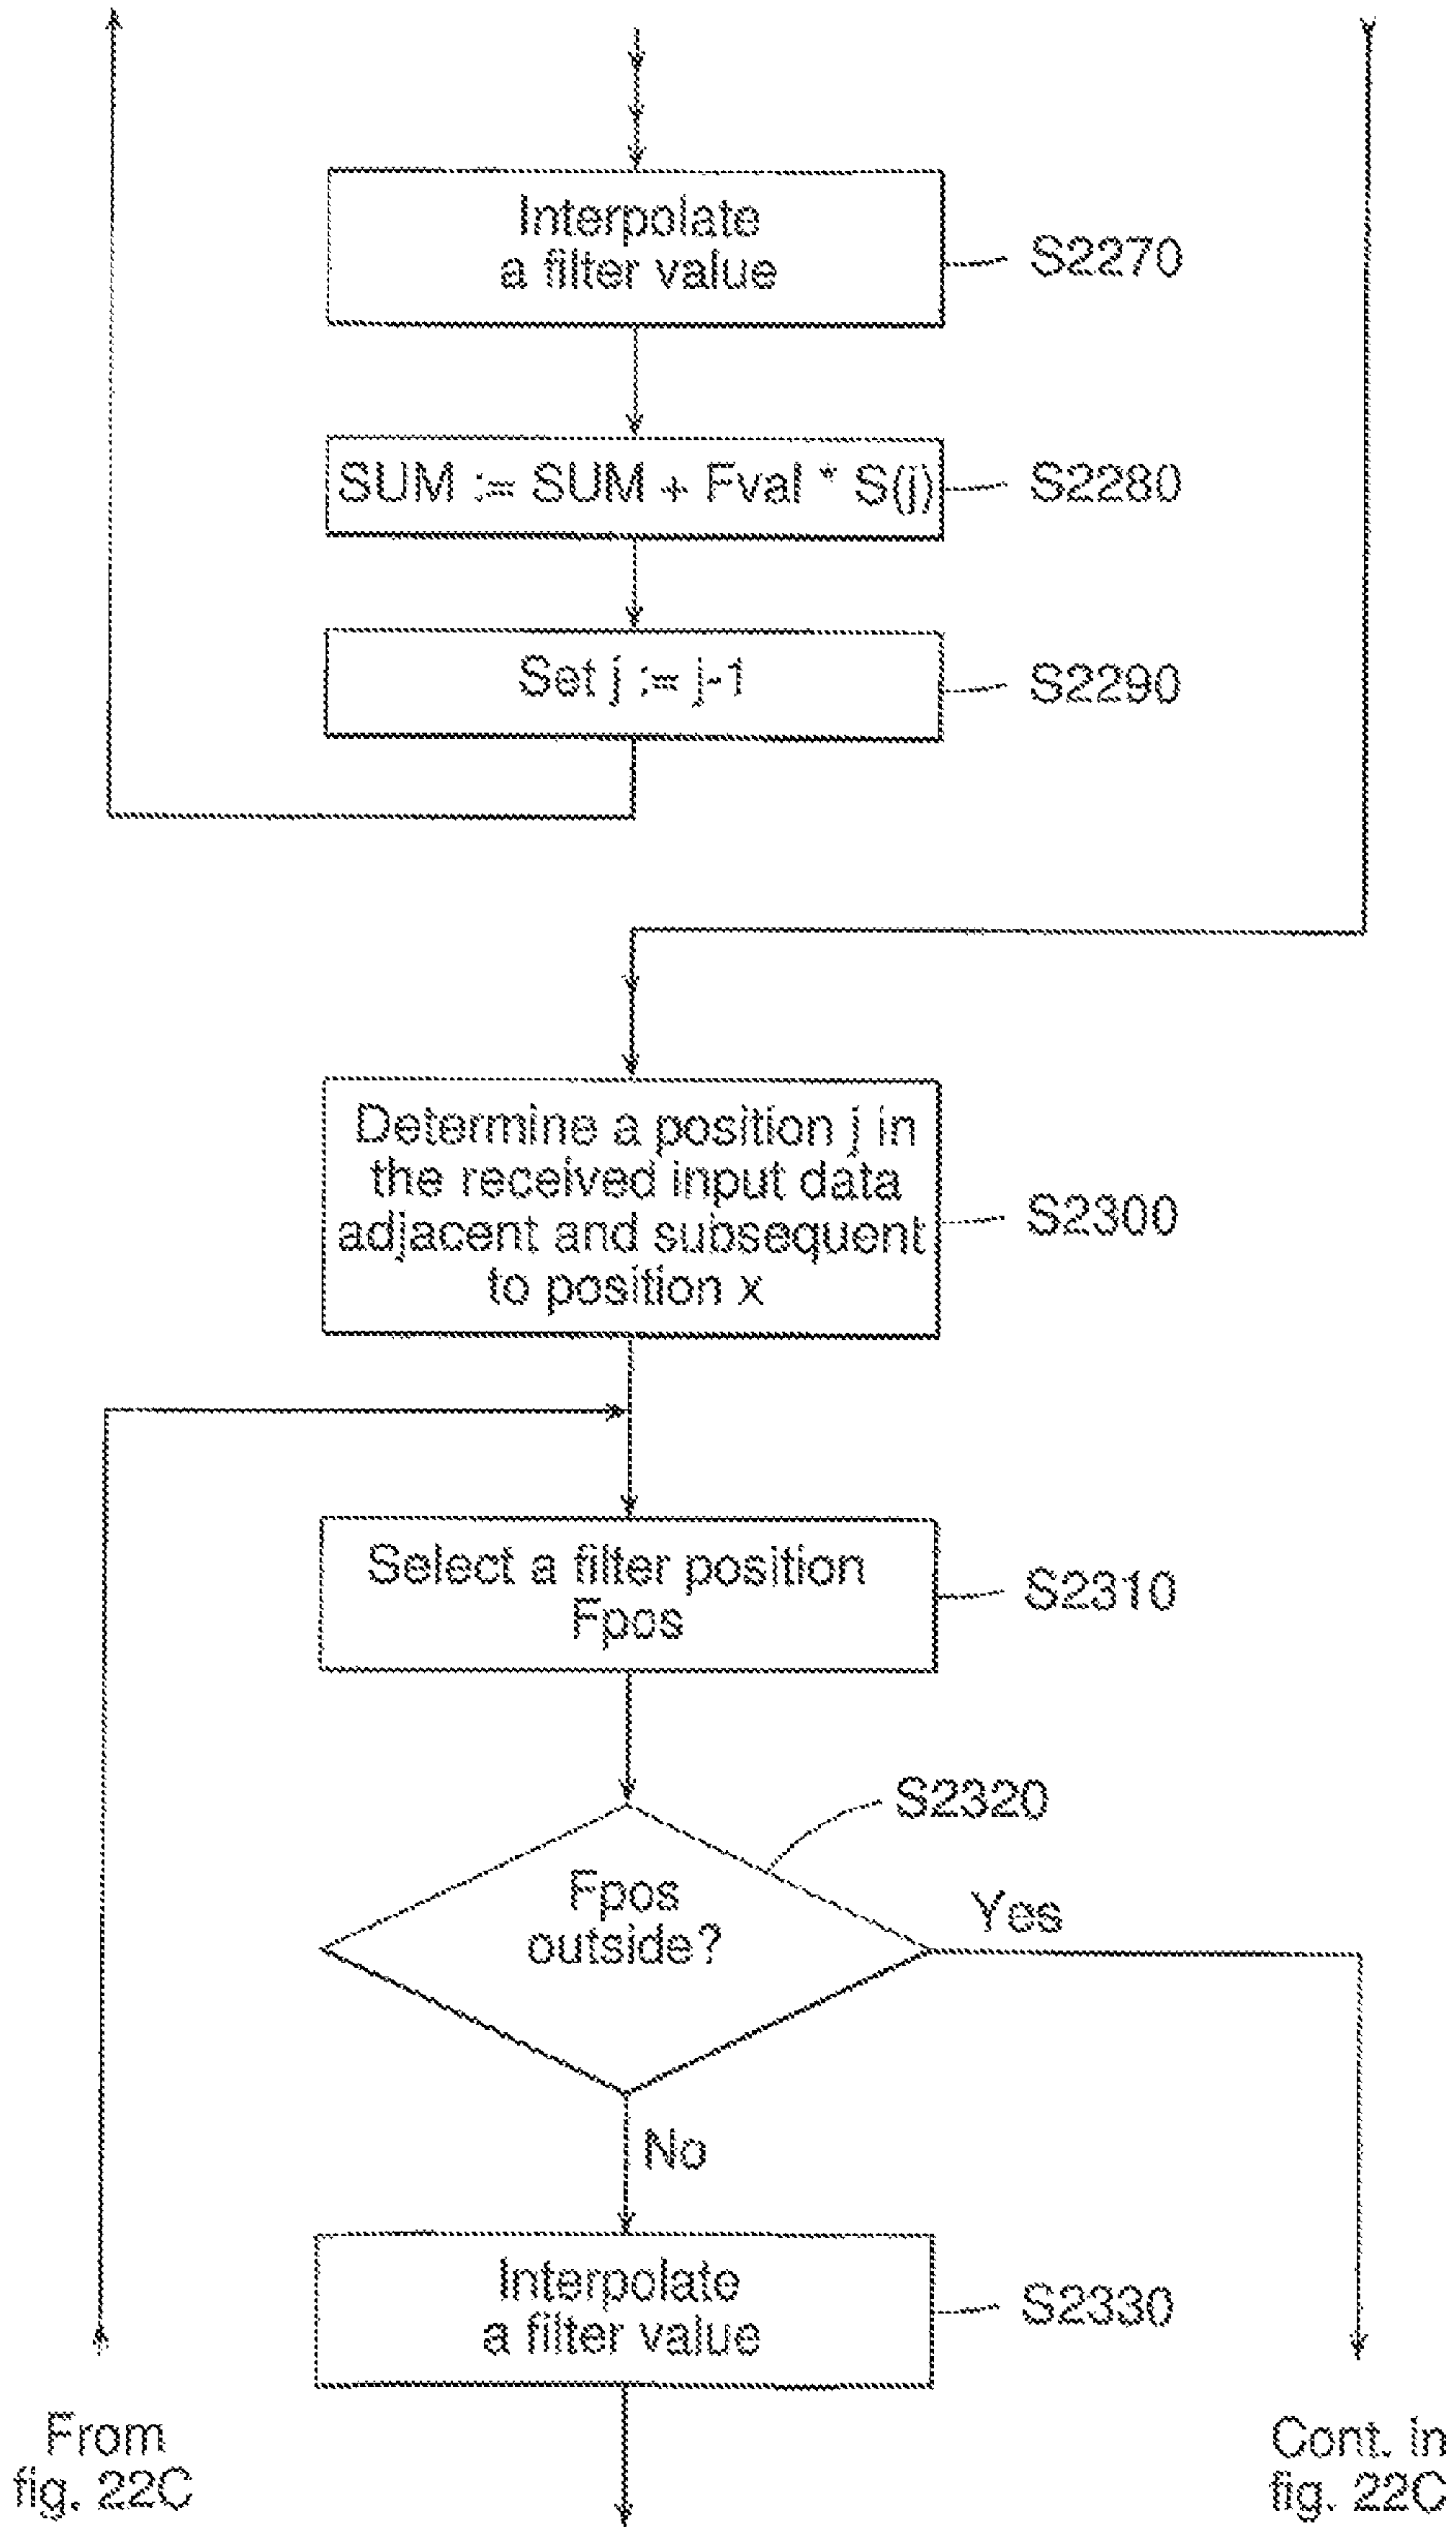 Interpolate
a filter value
S2270
SUM := SUM + Fval * S(j)
S2280
Set j := j-1
S2290
Determine a position j in
the received input data
adjacent and subsequent
to position x
S2300
Select a filter position
Fpos
S2310
S2320
Fpos
outside?
Yes
No
Interpolate
a filter value
S2330
From
fig. 22C
Cont. in
fig. 22C